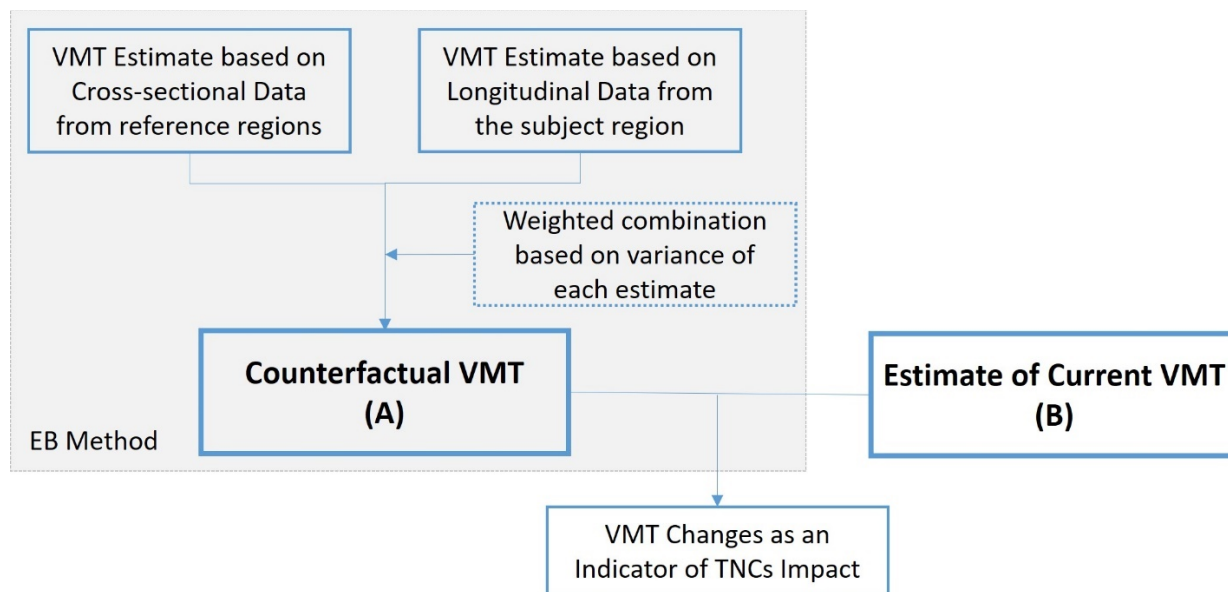 VMT Estimate based on
Cross-sectional Data
from reference regions
VMT Estimate based on
Longitudinal Data from
the subject region
Weighted combination
based on variance of
each estimate
Counterfactual VMT
(A)
Estimate of Current VMT
(B)
EB Method
VMT Changes as an
Indicator of TNCs Impact